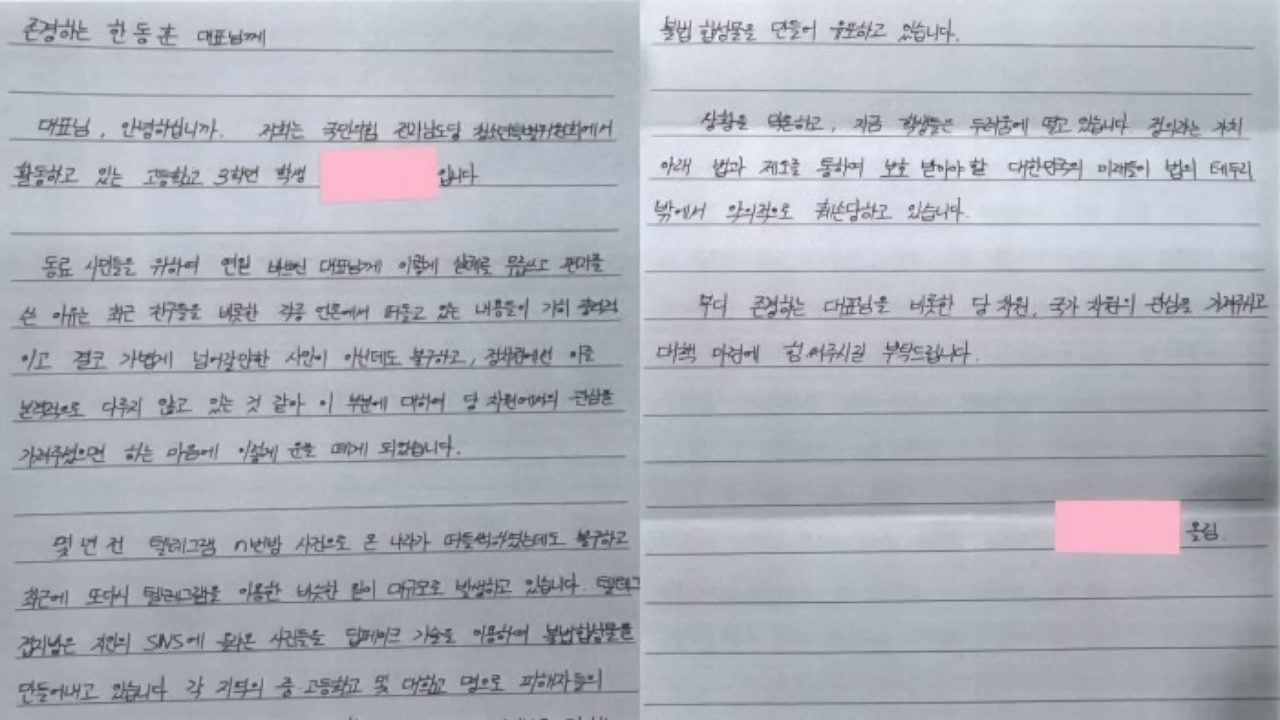 존경하는 한동훈 대표님께
대표님, 안녕하십니까. 저희는 국민의힘 전라남도당 청소년특별위원회에서
활동하고 있는 고등학교 3학년 학생 입니다.
동료 시민들을 위하여 연일 바쁘신 대표님께 이렇게 실례를 무릅쓰고 편지를
쓴 이유는 최근 친구들을 비롯한 각종 언론에서 떠들고 있는 내용들이 가히 충격적
이고 결코 가볍게 넘어갈만한 사안이 아닌데도 불구하고, 정치권에선 이를
본격적으로 다루지 않고 있는 것 같아 이 부분에 대하여 당 차원에서의 관심을
가져주셨으면 하는 마음에 이렇게 운을 떼게 되었습니다.
몇 년 전 텔레그램 n번방 사건으로 온 나라가 떠들썩하였는데도 불구하고
최근에 또다시 텔레그램을 이용한 비슷한 일이 대규모로 발생하고 있습니다. 텔레그
겹지방은 지인의 SNS에 올라온 사진들을 딥페이크 기술을 이용하여 불법합성물를
만들어내고 있습니다. 각 지역의 중·고등학교 및 대학교 명으로 피해자들의
불법 합성물을 만들어 유포하고 있습니다.
상황을 막론하고, 지금 학생들은 두려움에 떨고 있습니다. 정의라는 가치
아래 법과 제도를 통하여 보호 받아야 할 대한민국의 미래들이 법의 테두리
밖에서 악의적으로 희쓴당하고 있습니다.
부디 존경하는 대표님을 비롯한 당 차원, 국가 차원의 관심을 가져주시고
대책 마련에 힘써주시길 부탁드립니다.
올림.